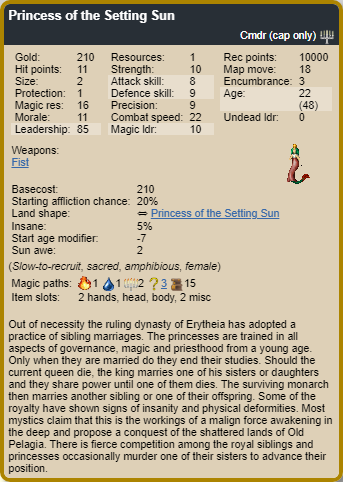 Princess of the Setting Sun
Cmdr (cap only)
Gold: 210 Resources: 1 Rec points: 10000
Hit points: 11 Strength: 10 Map move: 18
Size: 2 Attack skill: 8 Encumbrance: 3
Protection: 1 Defence skill: 9 Age: 22
Magic res: 16 Precision: 9 (48)
Morale: 11 Combat speed: 22 Undead ldr: 0
Leadership: 85 Magic ldr: 10
Weapons:
Fist
Basecost: 210
Starting affliction chance: 20%
Land shape: ⇔ Princess of the Setting Sun
Insane: 5%
Start age modifier: -7
Sun awe: 2
(Slow-to-recruit, sacred, amphibious, female)
Magic paths: 1 1 2 ? 3 15
Item slots: 2 hands, head, body, 2 misc
Out of necessity the ruling dynasty of Erytheia has adopted a
practice of sibling marriages. The princesses are trained in all
aspects of governance, magic and priesthood from a young age.
Only when they are married do they end their studies. Should the
current queen die, the king marries one of his sisters or daughters
and they share power until one of them dies. The surviving monarch
then marries another sibling or one of their offspring. Some of the
royalty have shown signs of insanity and physical deformities. Most
mystics claim that this is the workings of a malign force awakening in
the deep and propose a conquest of the shattered lands of Old
Pelagia. There is fierce competition among the royal siblings and
princesses occasionally murder one of their sisters to advance their
position.